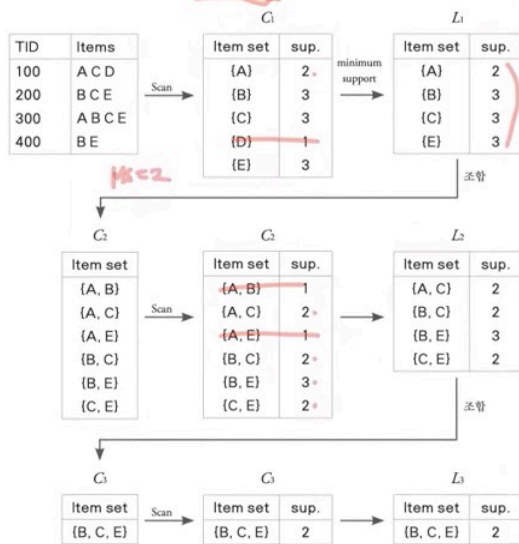 C₁
L₁
TID Items
100 A C D
200 B C E
300 A B C E
400 B E
Scan
Item set sup.
{A} 2
{B} 3
{C} 3
{D} 1
{E} 3
minimum
support
Item set sup.
{A} 2
{B} 3
{C} 3
{E} 3
MS=2
조합
C₂
C₂
L₂
Item set
{A, B}
{A, C}
{A, E}
{B, C}
{B, E}
{C, E}
Scan
Item set sup.
{A, B} 1
{A, C} 2
{A, E} 1
{B, C} 2
{B, E} 3
{C, E} 2
Item set sup.
{A, C} 2
{B, C} 2
{B, E} 3
{C, E} 2
조합
C₃
C₃
L₃
Item set
{B, C, E}
Scan
Item set sup.
{B, C, E} 2
Item set sup.
{B, C, E} 2